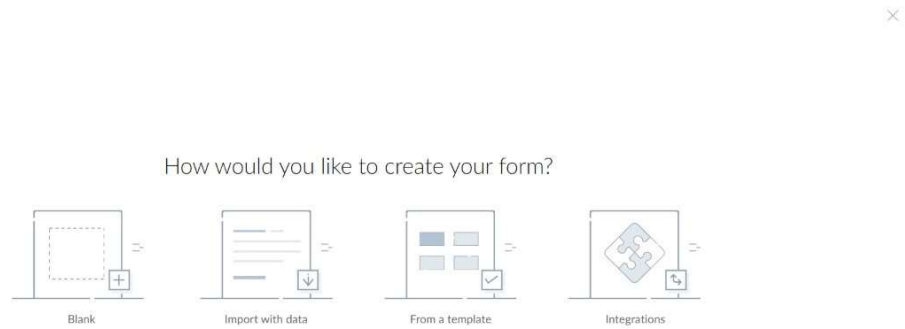 How would you like to create your form?
Blank
Import with data
From a template
Integrations